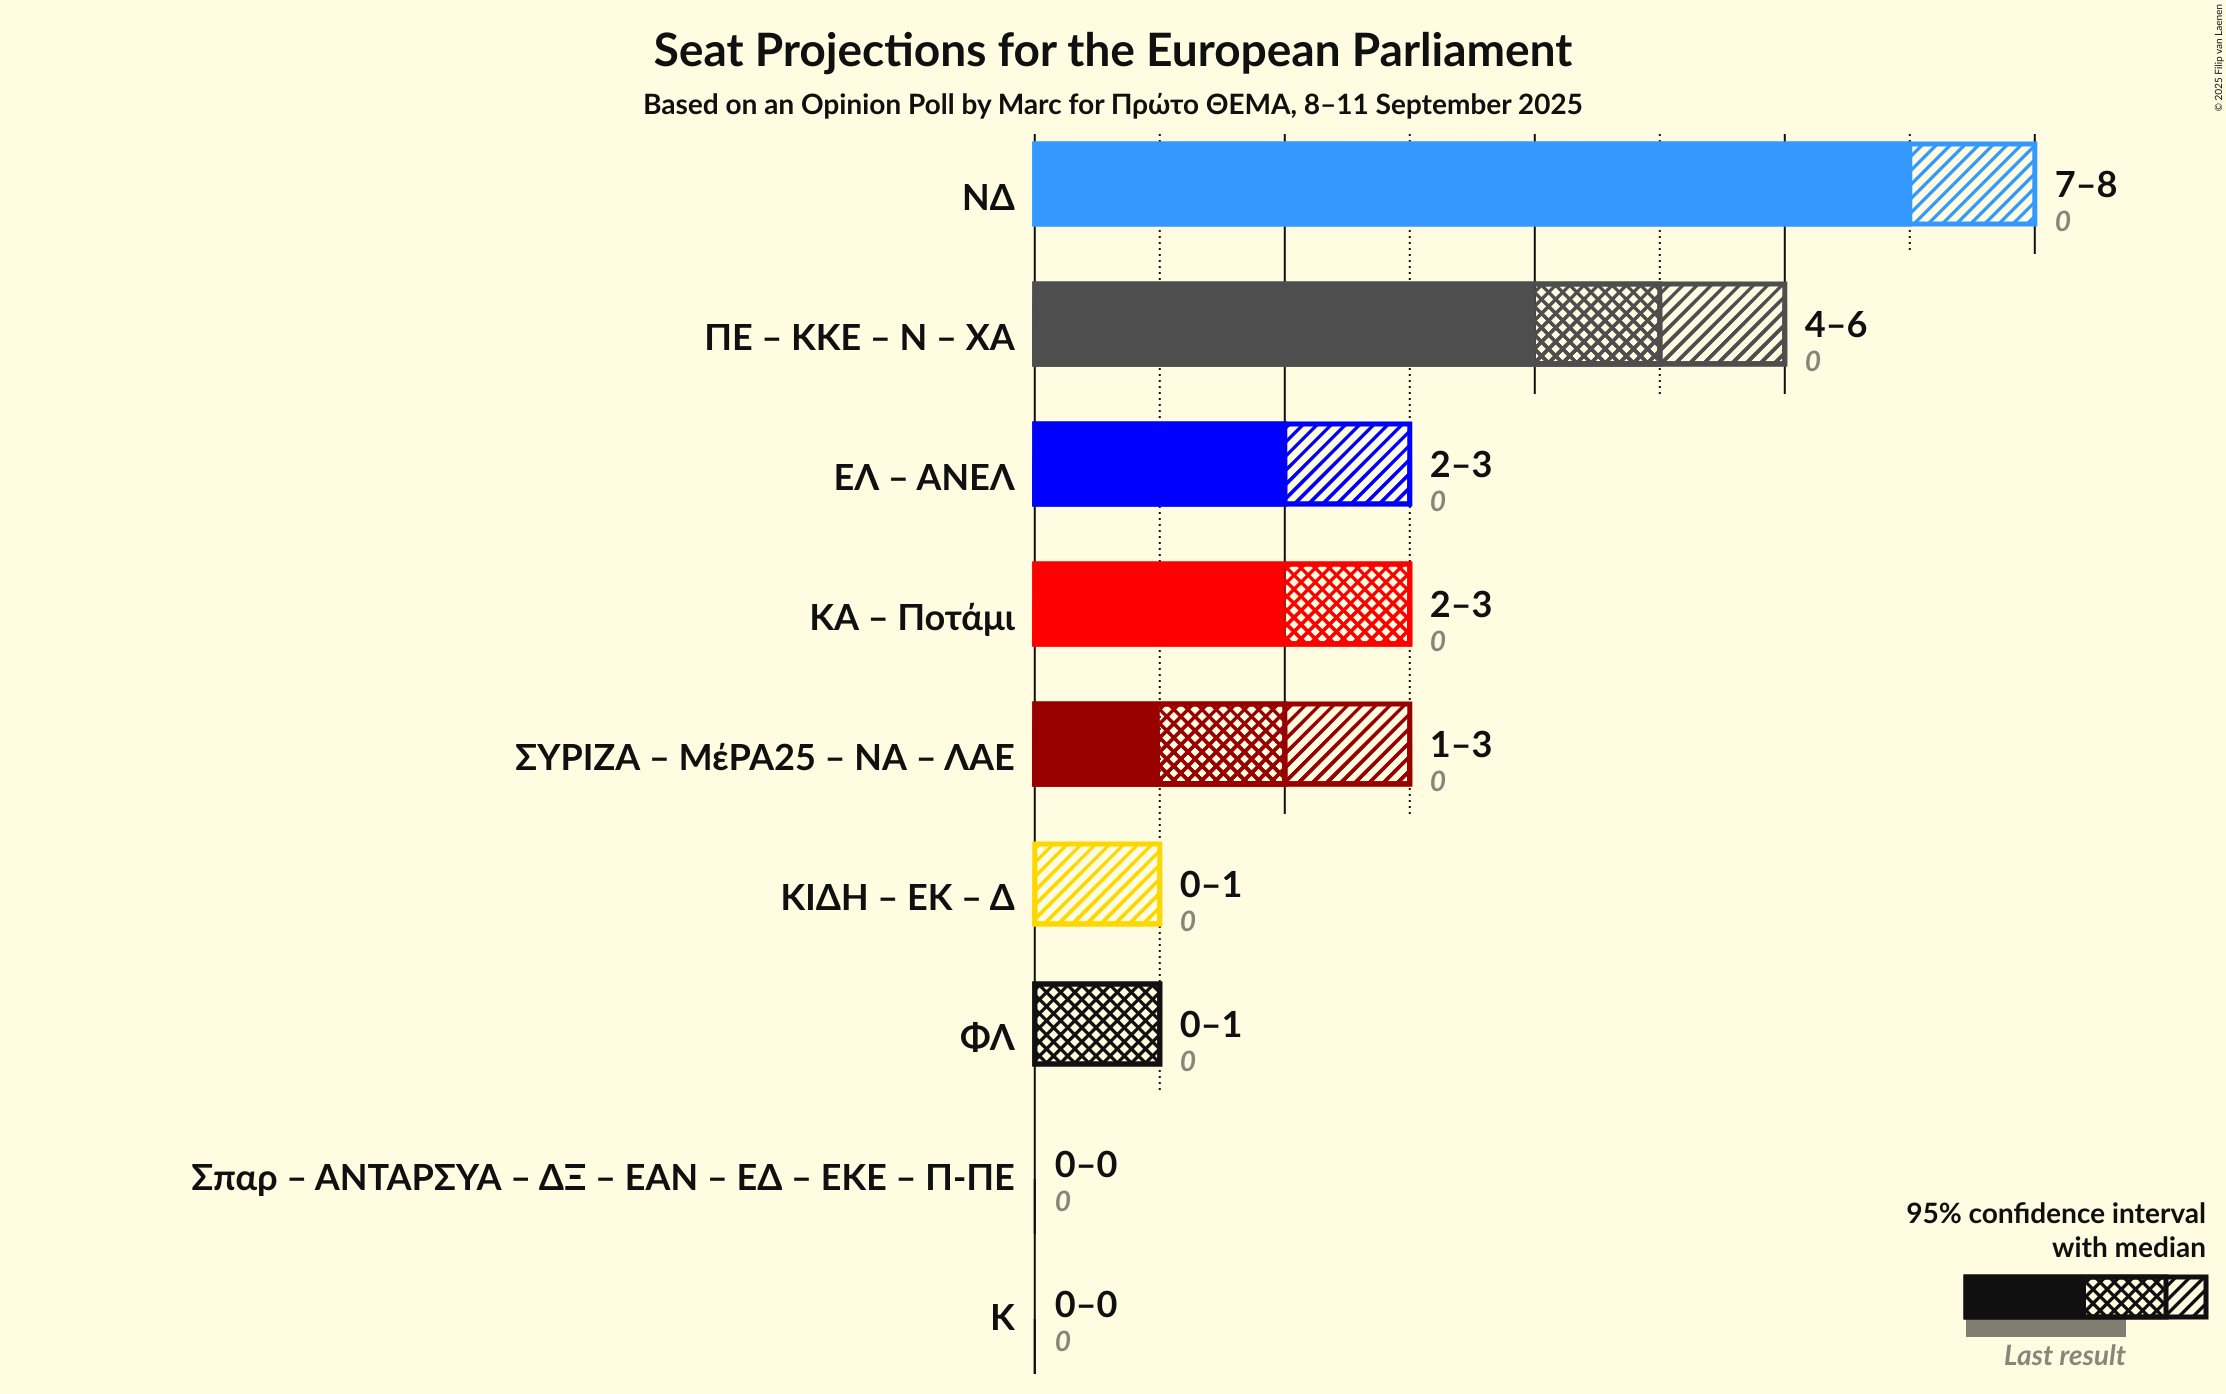 Seat Projections for the European Parliament
Based on an Opinion Poll by Marc for Πρώτο ΘΕΜΑ, 8–11 September 2025
© 2025 Filip van Laenen
ΝΔ
7–8
0
ΠΕ – ΚΚΕ – Ν – ΧΑ
4–6
0
ΕΛ – ΑΝΕΛ
2–3
0
ΚΑ – Ποτάμι
2–3
0
ΣΥΡΙΖΑ – ΜέΡΑ25 – ΝΑ – ΛΑΕ
1–3
0
ΚΙΔΗ – ΕΚ – Δ
0–1
0
ΦΛ
0–1
0
Σπαρ – ΑΝΤΑΡΣΥΑ – ΔΞ – ΕΑΝ – ΕΔ – ΕΚΕ – Π-ΠΕ
0–0
0
Κ
0–0
0
95% confidence interval
with median
Last result